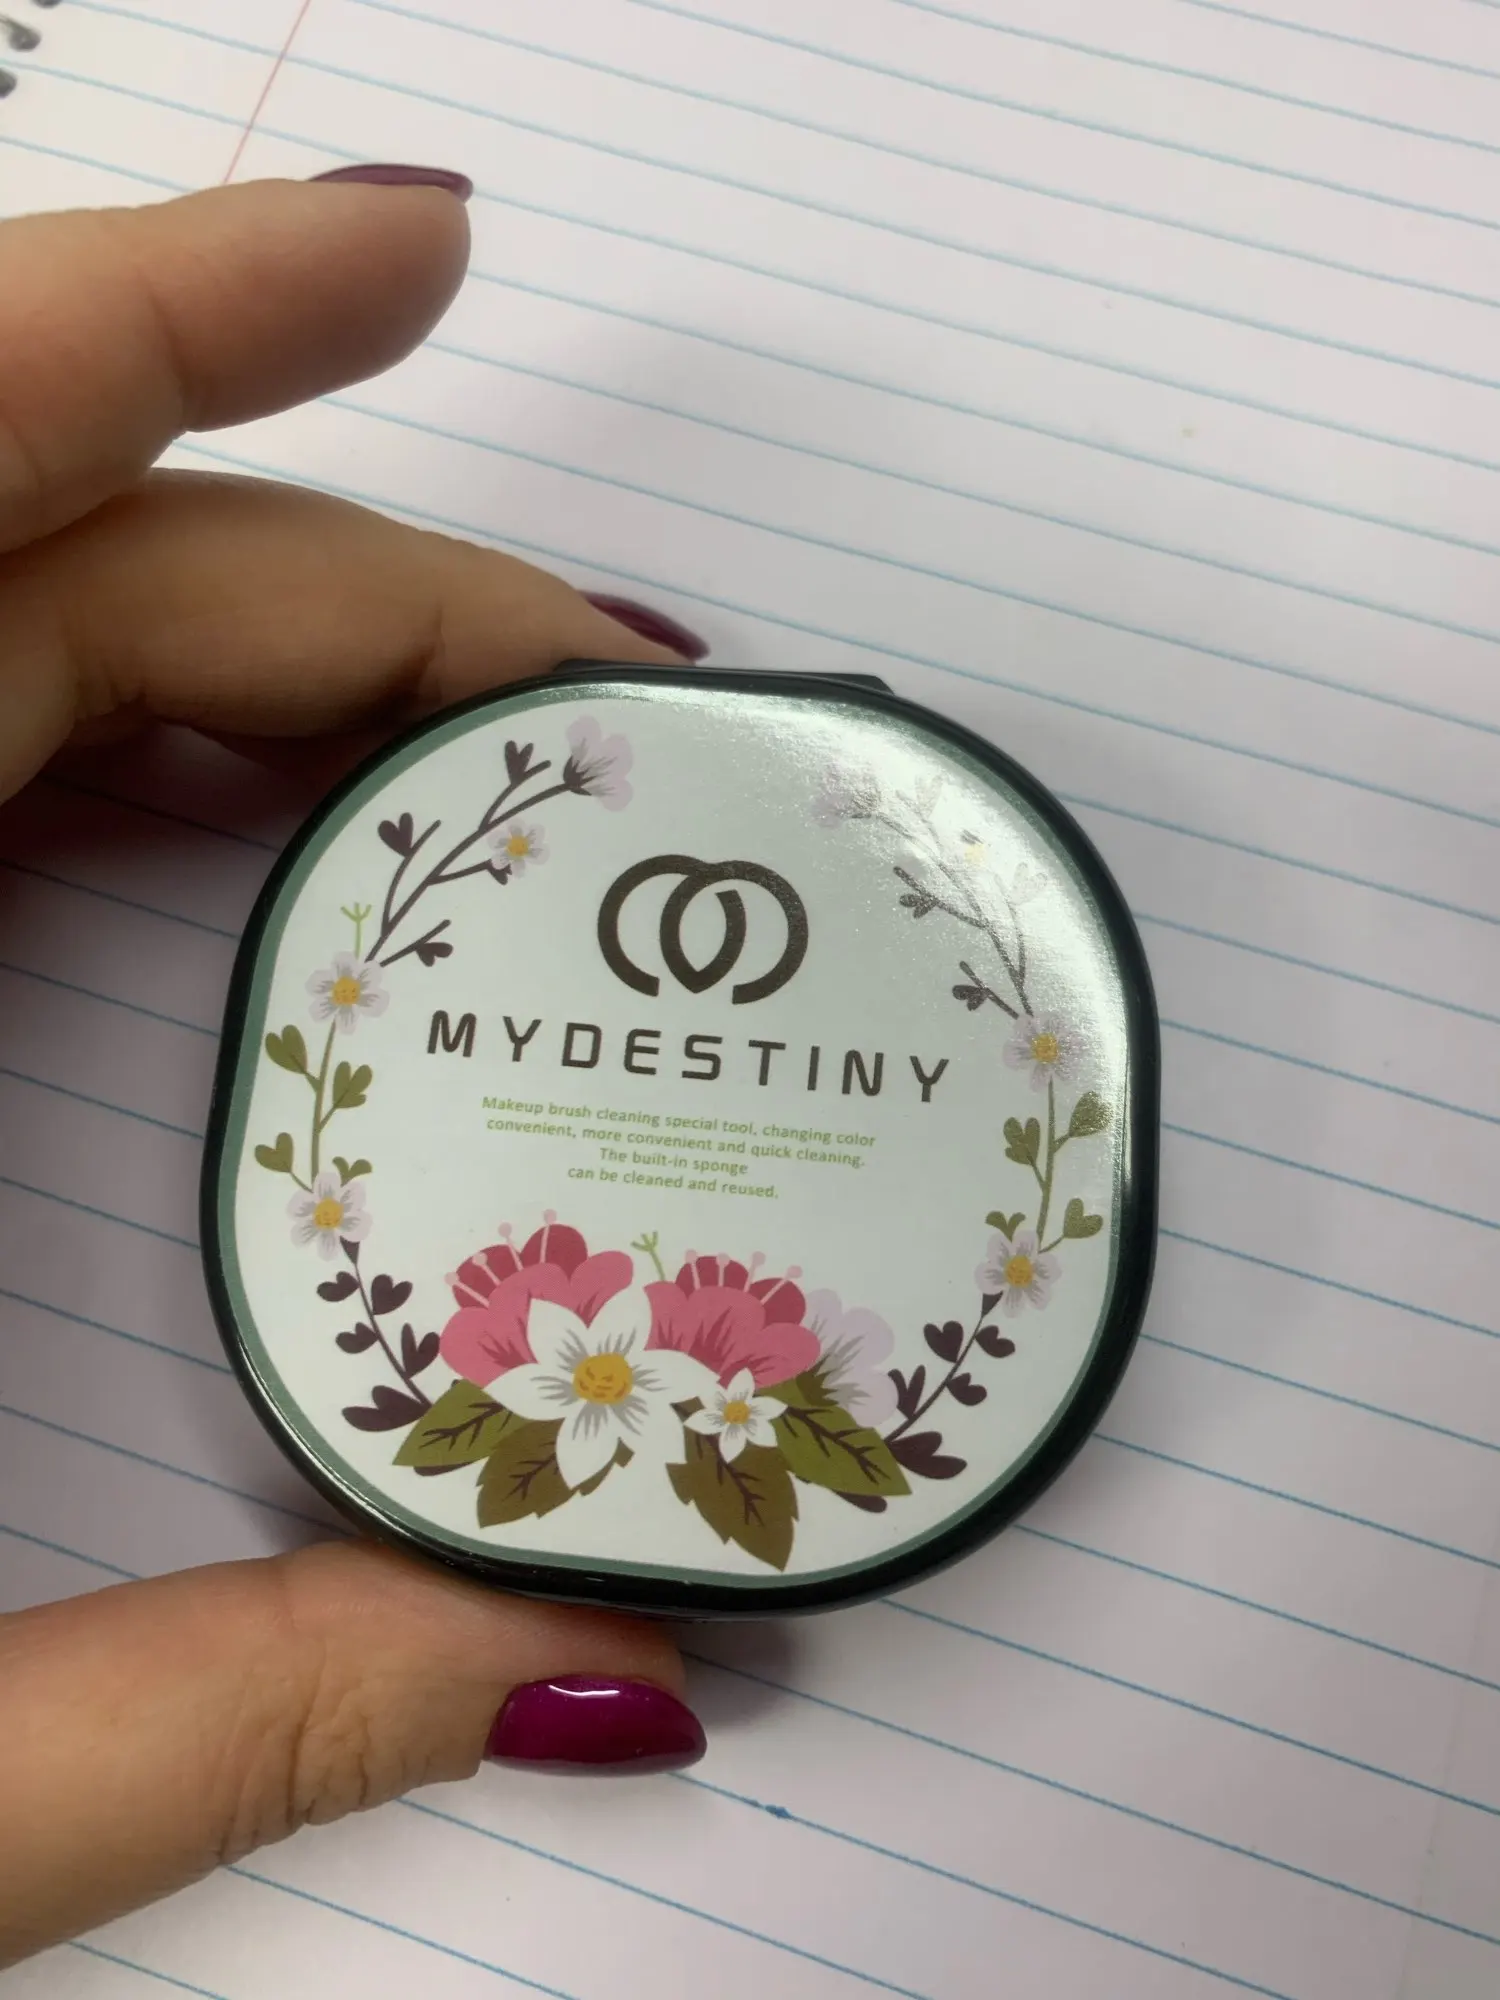 MYDESTINY
Makeup brush cleaning special tool, changing color
convenient, more convenient and quick cleaning.
The built-in sponge
can be cleaned and reused.